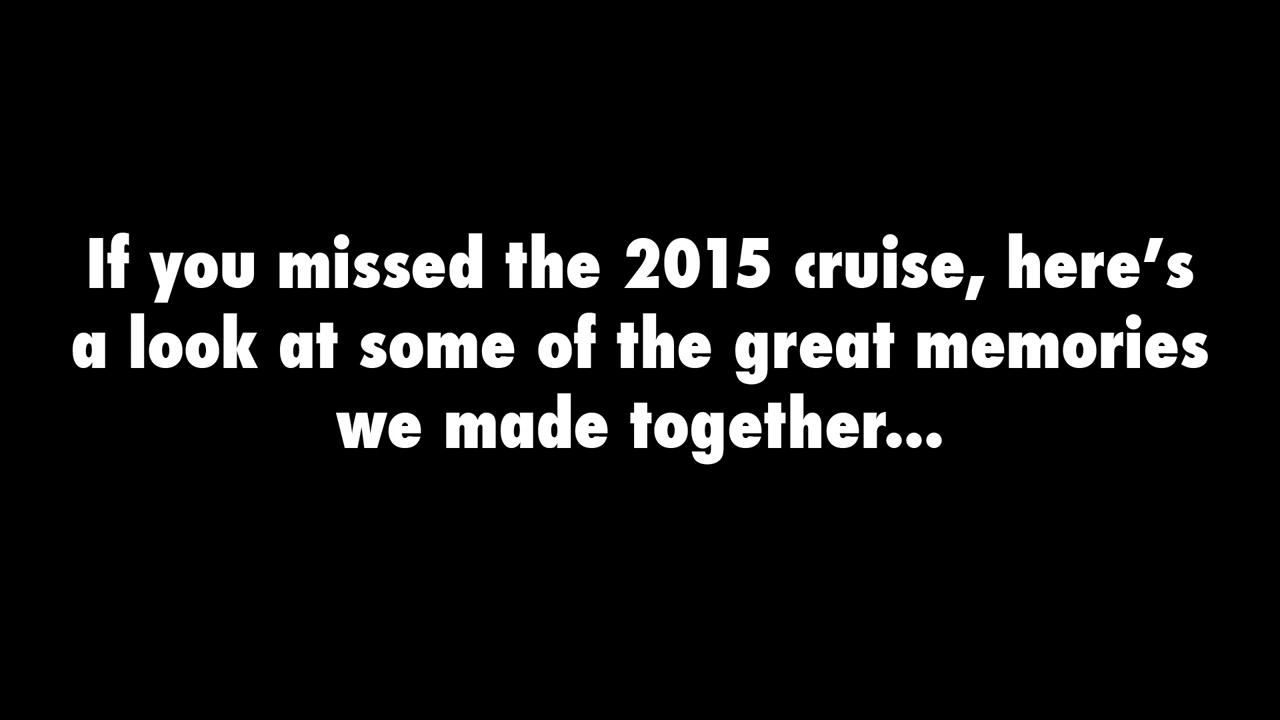 If you missed the 2015 cruise, here’s
a look at some of the great memories
we made together...